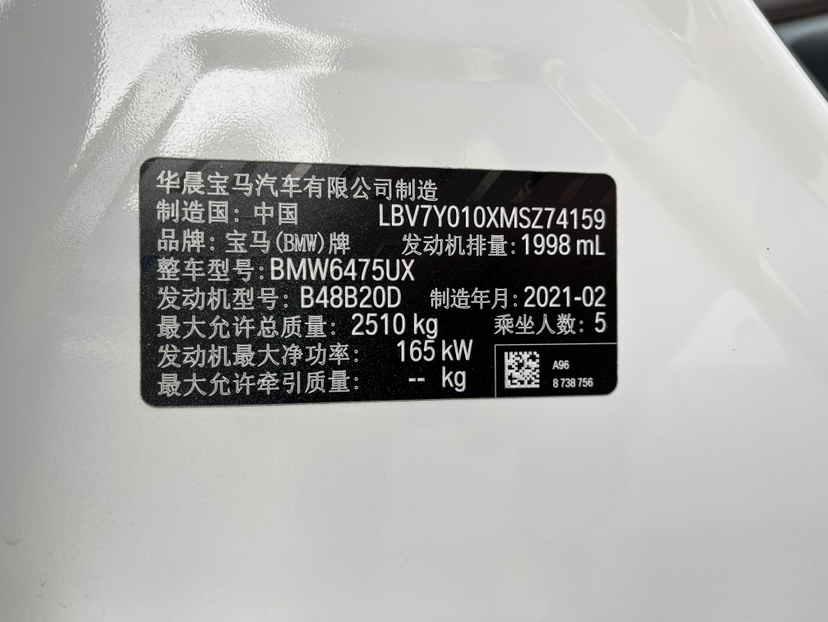 华晨宝马汽车有限公司制造
制造国: 中国 LBV7Y010XMSZ74159
品牌: 宝马(BMW)牌 发动机排量: 1998 mL
整车型号: BMW6475UX
发动机型号: B48B20D 制造年月: 2021-02
最大允许总质量: 2510 kg 乘坐人数: 5
发动机最大净功率: 165 kW
最大允许牵引质量: -- kg
A96
8 738 756